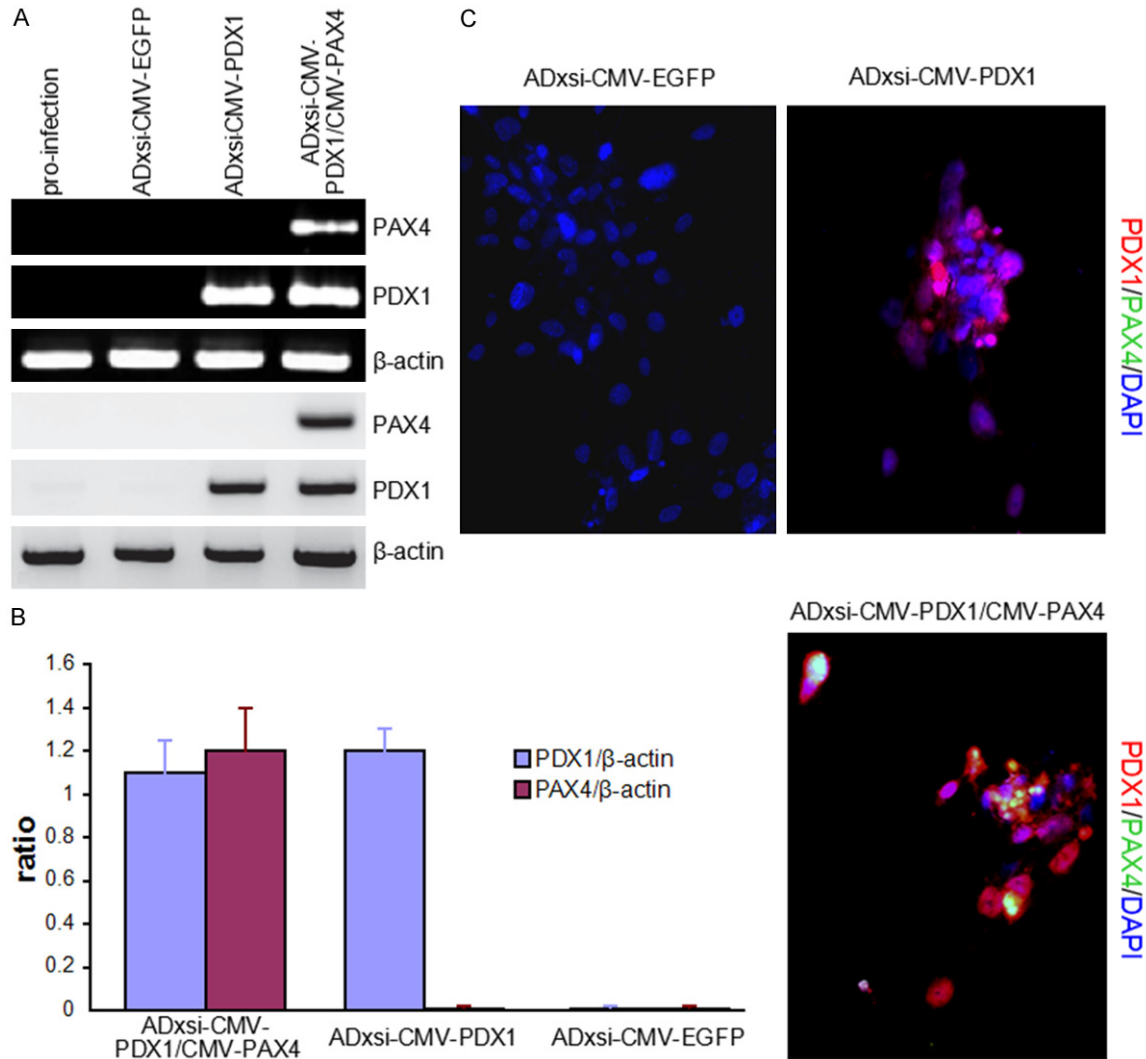 A
pro-infection
ADxsi-CMV-EGFP
ADxsiCMV-PDX1
ADxsi-CMV-
PDX1/CMV-PAX4
PAX4
PDX1
β-actin
PAX4
PDX1
β-actin
B
1.6
1.4
1.2
1
0.8
0.6
0.4
0.2
0
ratio
PDX1/β-actin
PAX4/β-actin
ADxsi-CMV-
PDX1/CMV-PAX4
ADxsi-CMV-PDX1
ADxsi-CMV-EGFP
C
ADxsi-CMV-EGFP
ADxsi-CMV-PDX1
PDX1/PAX4/DAPI
ADxsi-CMV-PDX1/CMV-PAX4
PDX1/PAX4/DAPI